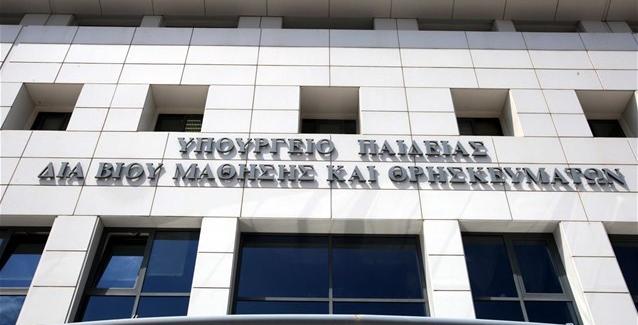 ΥΠΟΥΡΓΕΙΟ ΠΑΙΔΕΙΑΣ
ΔΙΑ ΒΙΟΥ ΜΑΘΗΣΗΣ ΚΑΙ ΘΡΗΣΚΕΥΜΑΤΩΝ